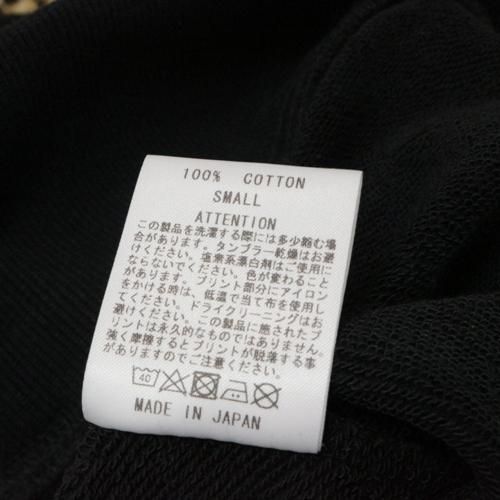 100% COTTON
SMALL
ATTENTION
この製品を洗濯する際には多少縮む場
合があります。タンブラー乾燥はお避
けください。塩素系漂白剤はご使用に
ならないでください。色が変わること
があります。プリント部分にアイロン
をかける時は、低温で当て布を使用し
てください。ドライクリーニングはお
避けください。この製品に施されたプ
リントは永久的なものではありません。
強く摩擦するとプリントが脱落する事
がありますのでご注意ください。
40
MADE IN JAPAN